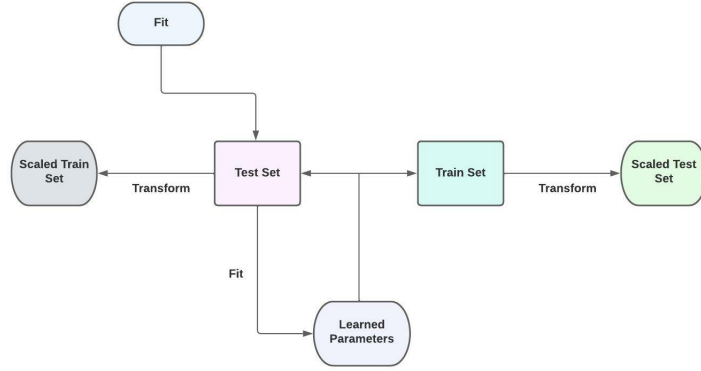 Fit
Scaled Train
Set
Transform
Test Set
Train Set
Transform
Scaled Test
Set
Fit
Learned
Parameters